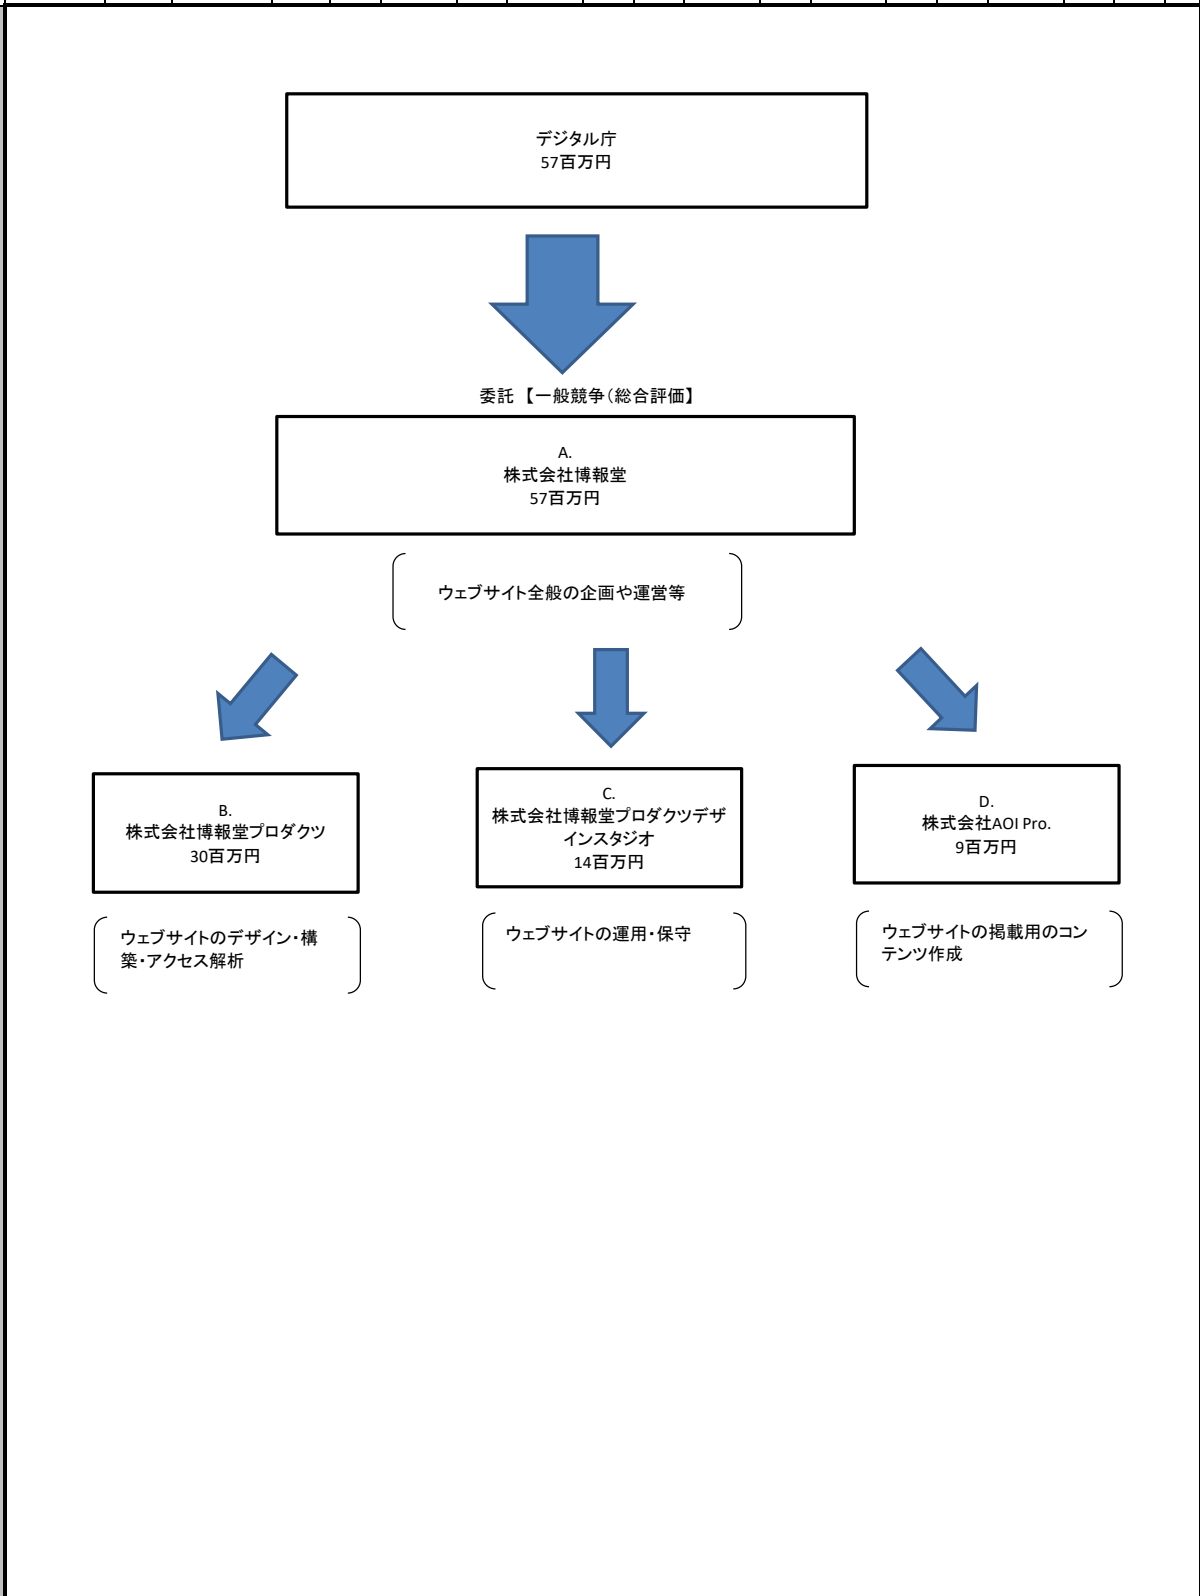 デジタル庁
57百万円
委託 【一般競争（総合評価】
A.
株式会社博報堂
57百万円
ウェブサイト全般の企画や運営等
B.
株式会社博報堂プロダクツ
30百万円
ウェブサイトのデザイン・構
築・アクセス解析
C.
株式会社博報堂プロダクツデザ
インスタジオ
14百万円
ウェブサイトの運用・保守
D.
株式会社AOI Pro.
9百万円
ウェブサイトの掲載用のコン
テンツ作成